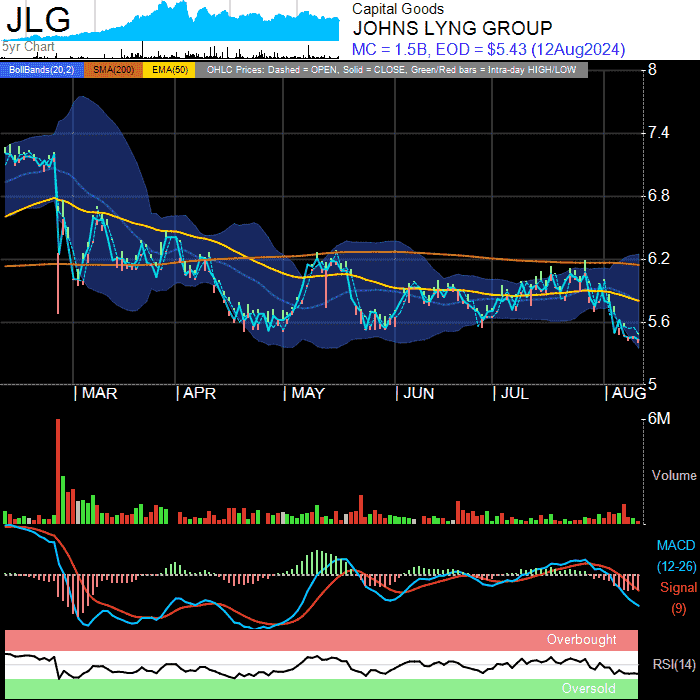 JLG
5yr Chart
Capital Goods
JOHNS LYNG GROUP
MC = 1.5B, EOD = $5.43 (12Aug2024)
BollBands(20,2) SMA(200) EMA(50) OHLC Prices: Dashed = OPEN, Solid = CLOSE, Green/Red bars = Intra-day HIGH/LOW
8
7.4
6.8
6.2
5.6
5
MAR APR MAY JUN JUL AUG
6M
Volume
MACD
(12-26)
Signal
(9)
Overbought
RSI(14)
Oversold